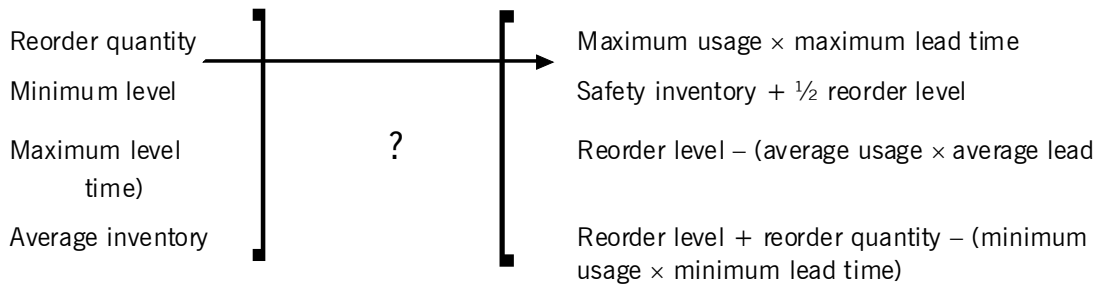 Reorder quantity
Maximum usage × maximum lead time
Minimum level
Safety inventory + ½ reorder level
Maximum level
?
Reorder level – (average usage × average lead
time)
Average inventory
Reorder level + reorder quantity – (minimum
usage × minimum lead time)